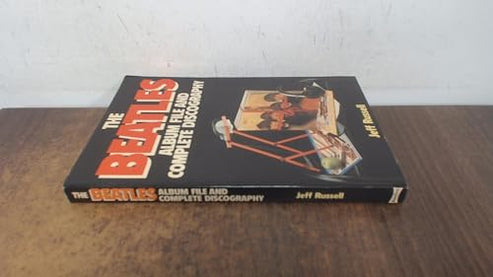 THE
BEATLES
ALBUM FILE AND
COMPLETE DISCOGRAPHY
Jeff Russell
THE BEATLES ALBUM FILE AND
COMPLETE DISCOGRAPHY
Jeff Russell